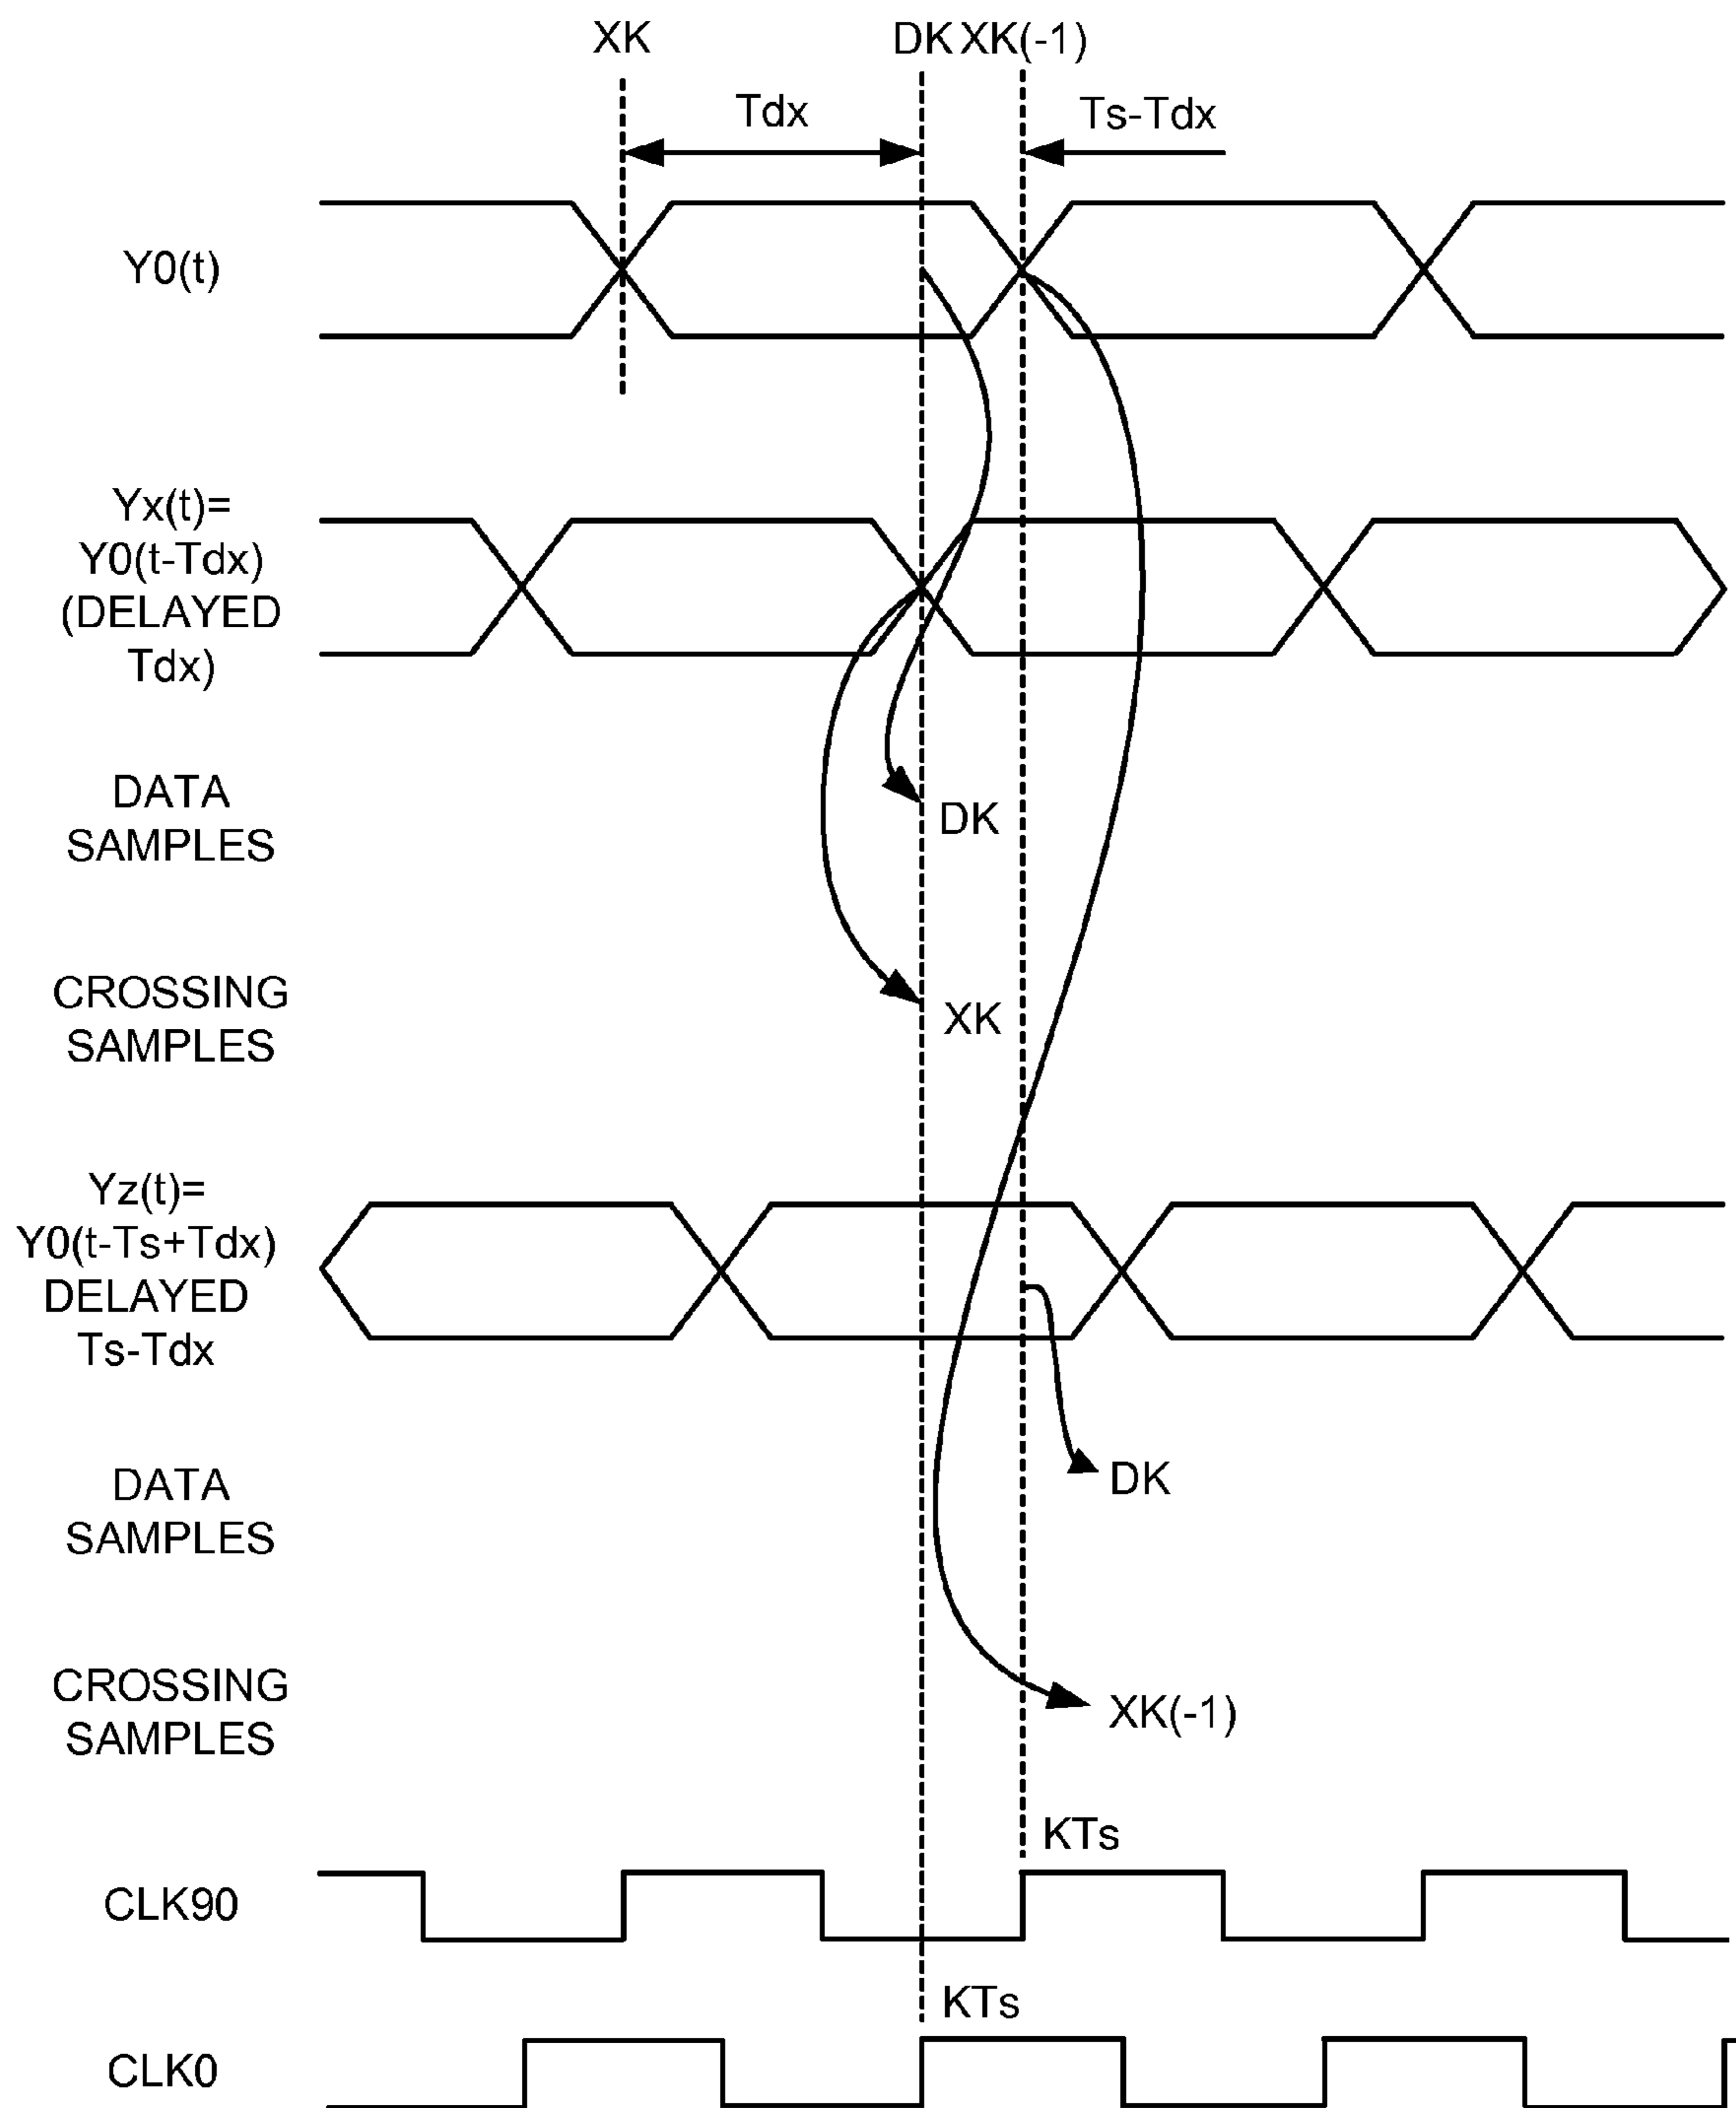 XK
DK XK(-1)
Tdx
Ts-Tdx
Y0(t)
Yx(t)=
Y0(t-Tdx)
(DELAYED
Tdx)
DATA
SAMPLES
DK
CROSSING
SAMPLES
XK
Yz(t)=
Y0(t-Ts+Tdx)
DELAYED
Ts-Tdx
DATA
SAMPLES
DK
CROSSING
SAMPLES
XK(-1)
KTs
CLK90
KTs
CLK0